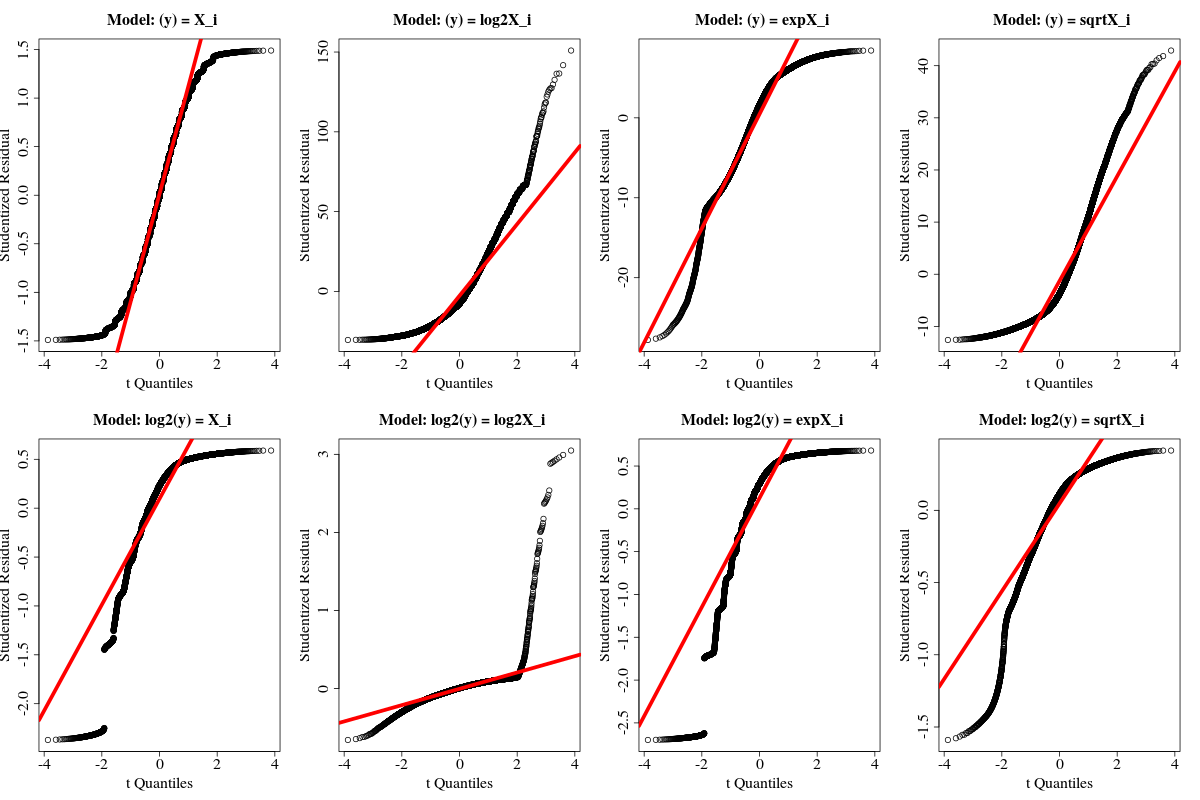 Model: (y) = X_i
Model: (y) = log2X_i
Model: (y) = expX_i
Model: (y) = sqrtX_i
Studentized Residual
1.5
1.0
0.5
0.0
-0.5
-1.0
-1.5
-4 -2 0 2 4
t Quantiles
Studentized Residual
150
100
50
0
-4 -2 0 2 4
t Quantiles
Studentized Residual
0
-10
-20
-4 -2 0 2 4
t Quantiles
Studentized Residual
40
30
20
10
0
-10
-4 -2 0 2 4
t Quantiles
Model: log2(y) = X_i
Model: log2(y) = log2X_i
Model: log2(y) = expX_i
Model: log2(y) = sqrtX_i
Studentized Residual
0.5
0.0
-0.5
-1.0
-1.5
-2.0
-4 -2 0 2 4
t Quantiles
Studentized Residual
3
2
1
0
-4 -2 0 2 4
t Quantiles
Studentized Residual
0.5
0.0
-0.5
-1.0
-1.5
-2.0
-2.5
-4 -2 0 2 4
t Quantiles
Studentized Residual
0.0
-0.5
-1.0
-1.5
-4 -2 0 2 4
t Quantiles